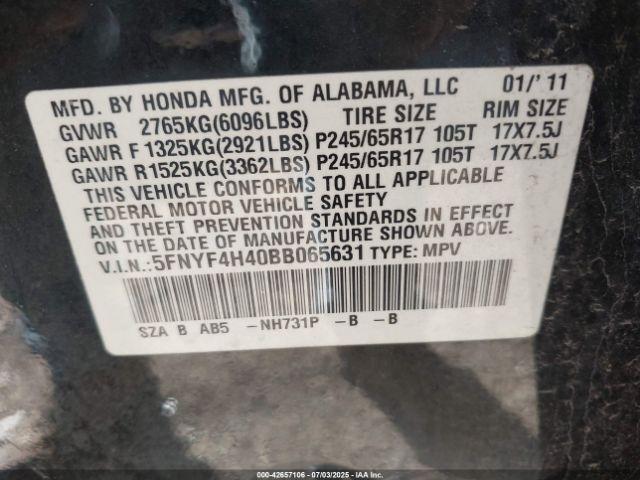 MFD. BY HONDA MFG. OF ALABAMA, LLC 01/'11
GVWR 2765KG(6096LBS) TIRE SIZE RIM SIZE
GAWR F 1325KG(2921LBS) P245/65R17 105T 17X7.5J
GAWR R1525KG(3362LBS) P245/65R17 105T 17X7.5J
THIS VEHICLE CONFORMS TO ALL APPLICABLE
FEDERAL MOTOR VEHICLE SAFETY
AND THEFT PREVENTION STANDARDS IN EFFECT
ON THE DATE OF MANUFACTURE SHOWN ABOVE.
V.I.N.:5FNYF4H40BB065631 TYPE: MPV
SZA B AB5 -NH731P -B -B
000-42657106 | 07/03/2025 | IAAI.COM